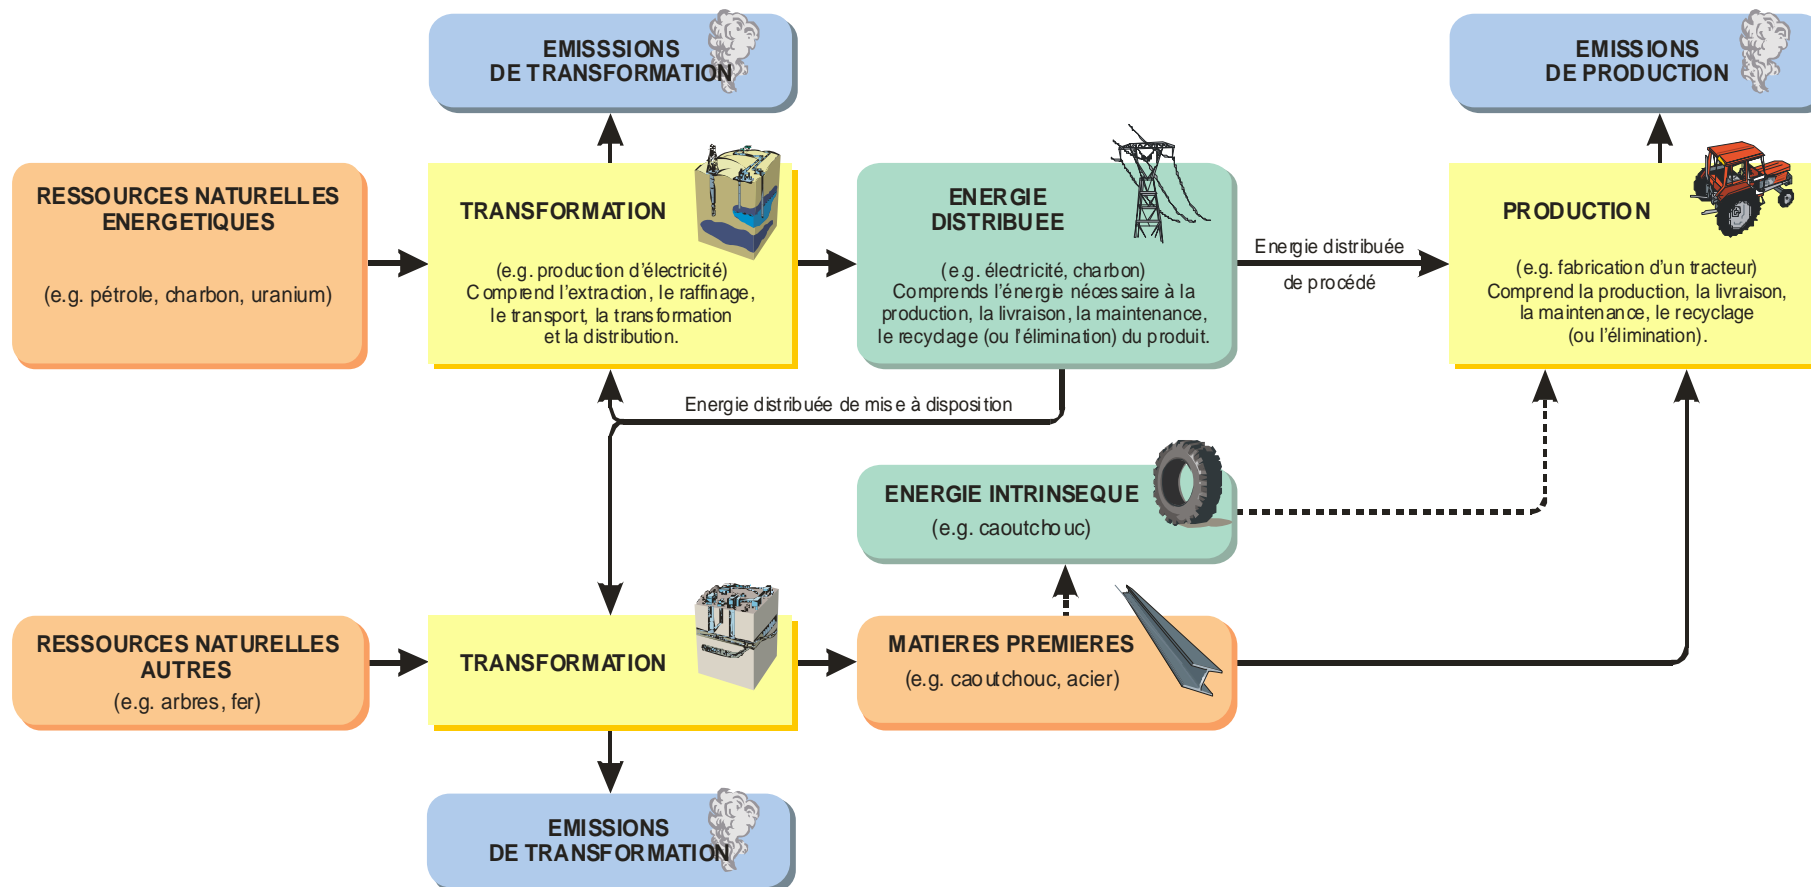 EMISSSIONS
DE TRANSFORMATION
EMISSIONS
DE PRODUCTION
RESSOURCES NATURELLES
ENERGETIQUES
(e.g. pétrole, charbon, uranium)
TRANSFORMATION
(e.g. production d'électricité)
Comprend l'extraction, le raffinage,
le transport, la transformation
et la distribution.
ENERGIE
DISTRIBUEE
(e.g. électricité, charbon)
Comprends l'énergie nécessaire à la
production, la livraison, la maintenance,
le recyclage (ou l'élimination) du produit.
Energie distribuée
de procédé
PRODUCTION
(e.g. fabrication d'un tracteur)
Comprend la production, la livraison,
la maintenance, le recyclage
(ou l'élimination).
Energie distribuée de mise à disposition
ENERGIE INTRINSEQUE
(e.g. caoutchouc)
RESSOURCES NATURELLES
AUTRES
(e.g. arbres, fer)
TRANSFORMATION
MATIERES PREMIERES
(e.g. caoutchouc, acier)
EMISSIONS
DE TRANSFORMATION